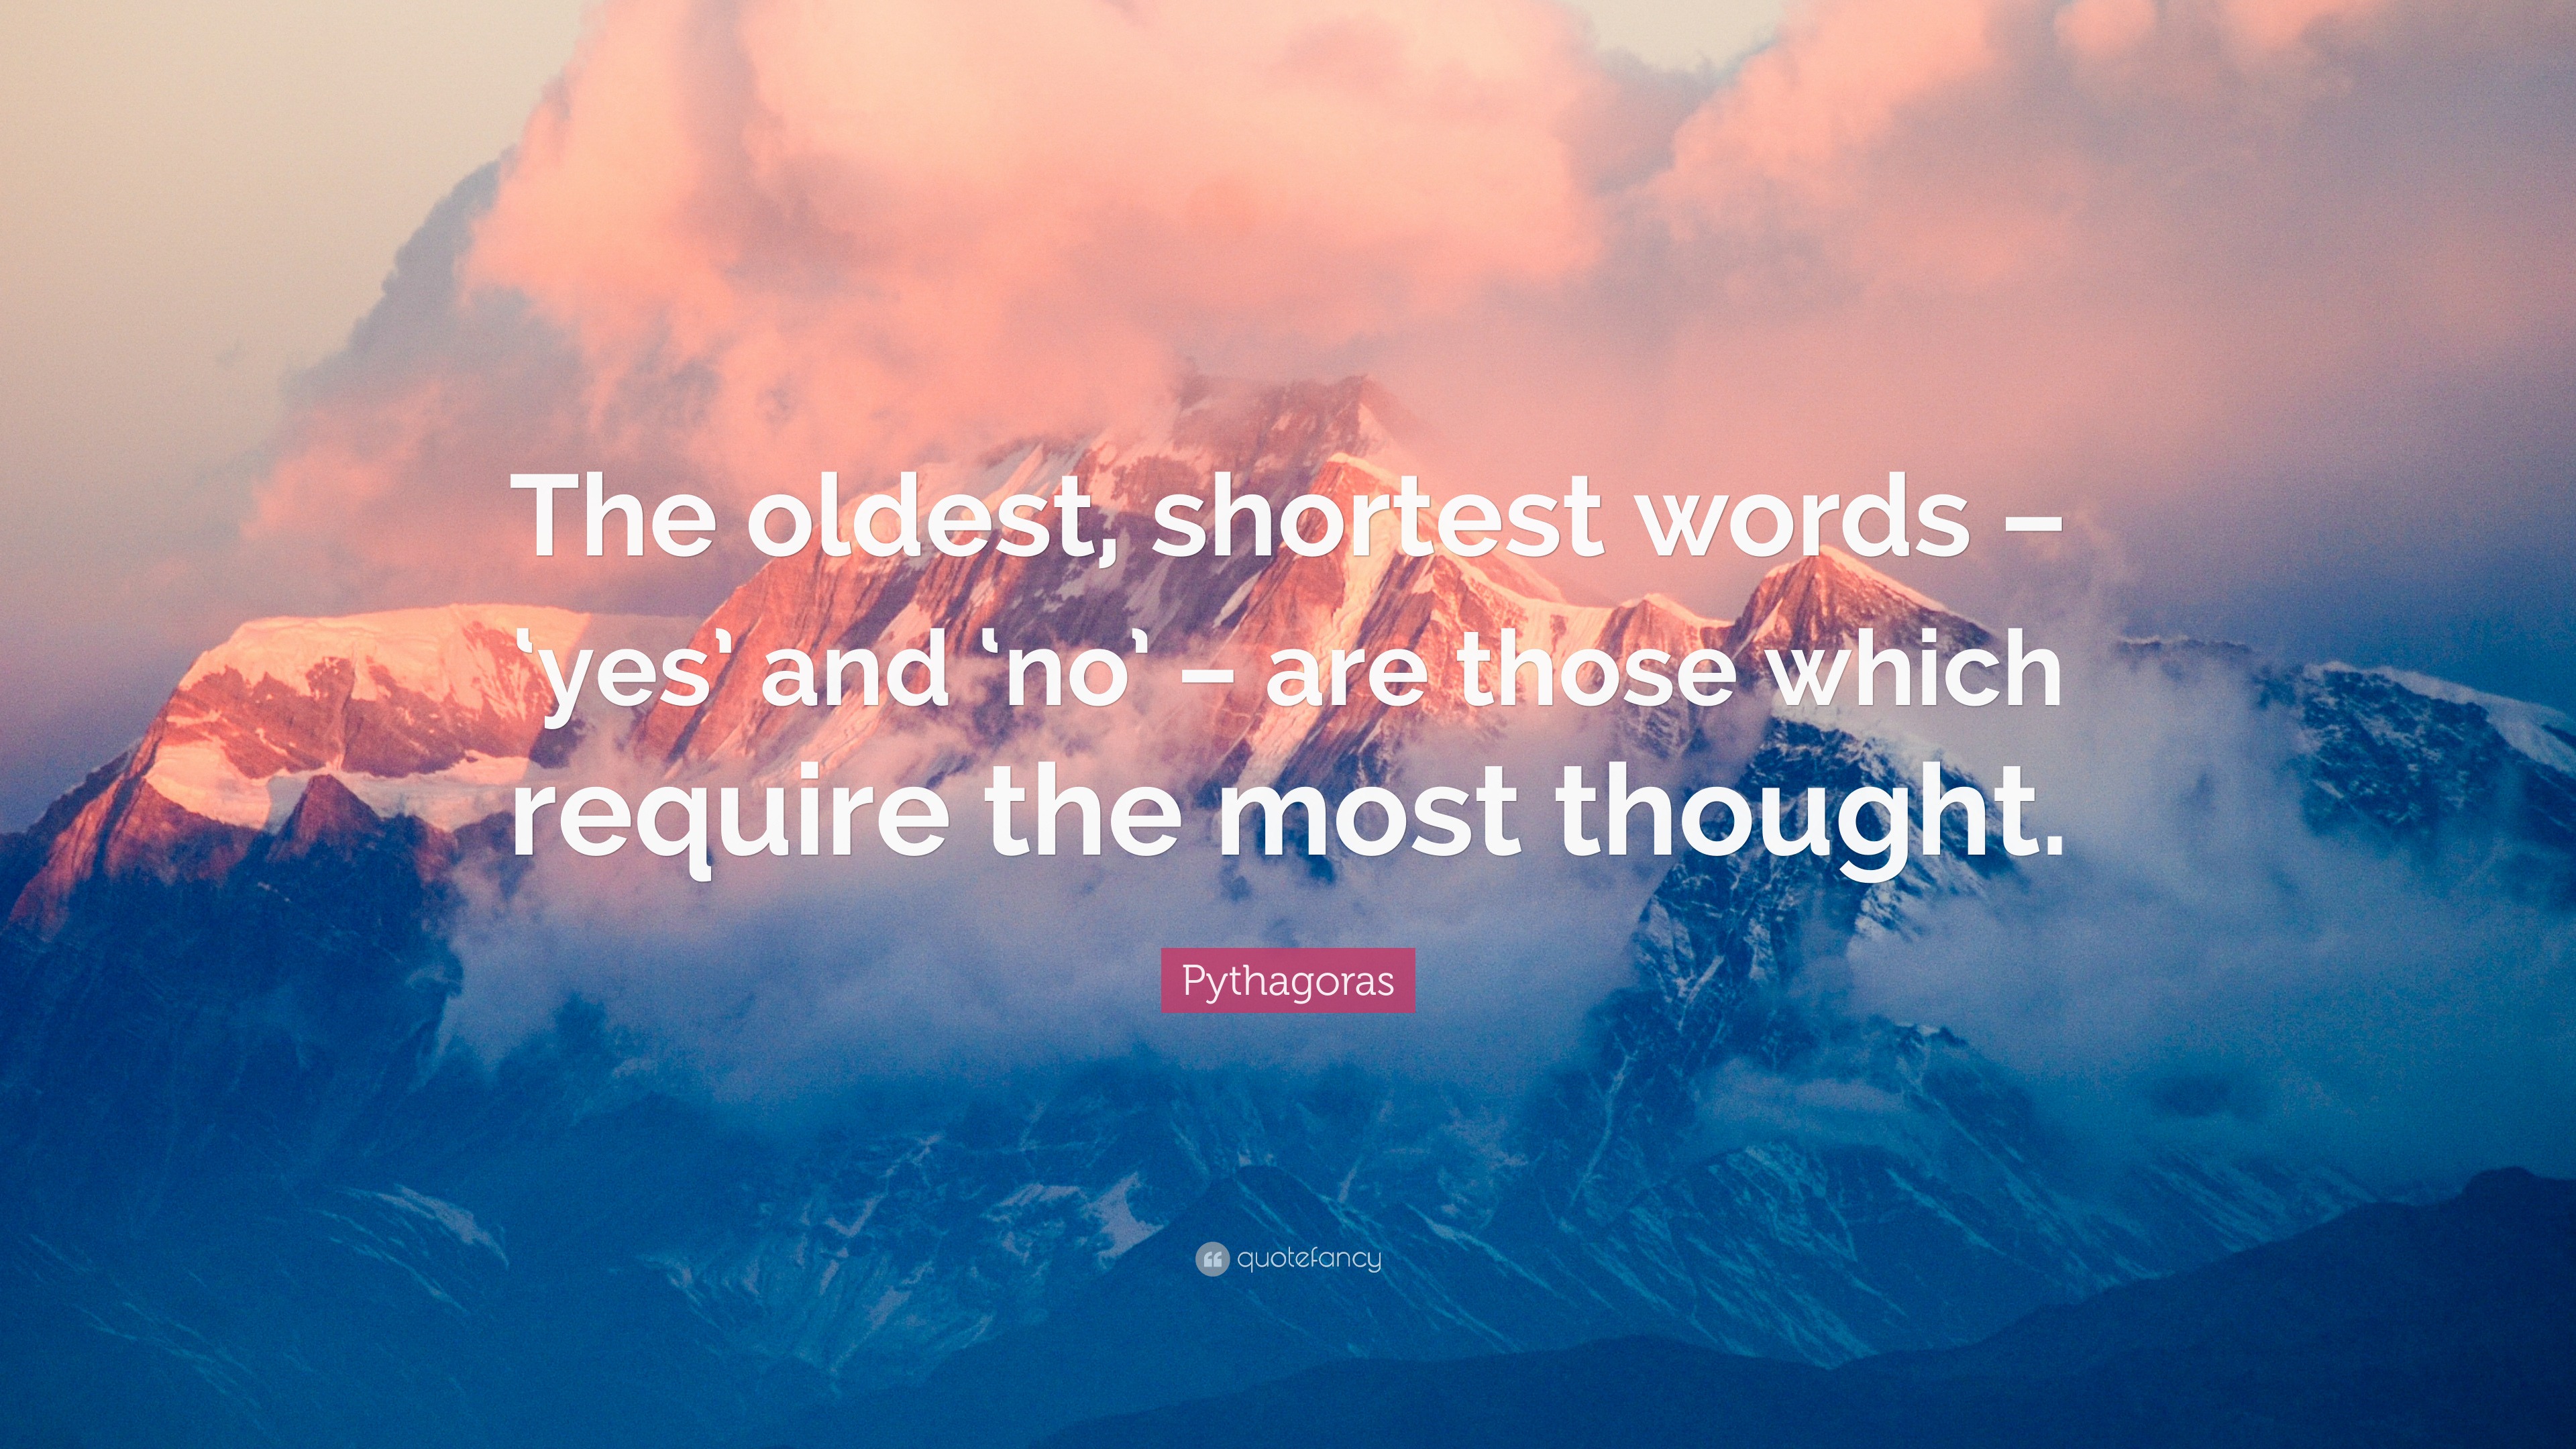 The oldest, shortest words –
‘yes’ and ‘no’ – are those which
require the most thought.
Pythagoras
quotefancy